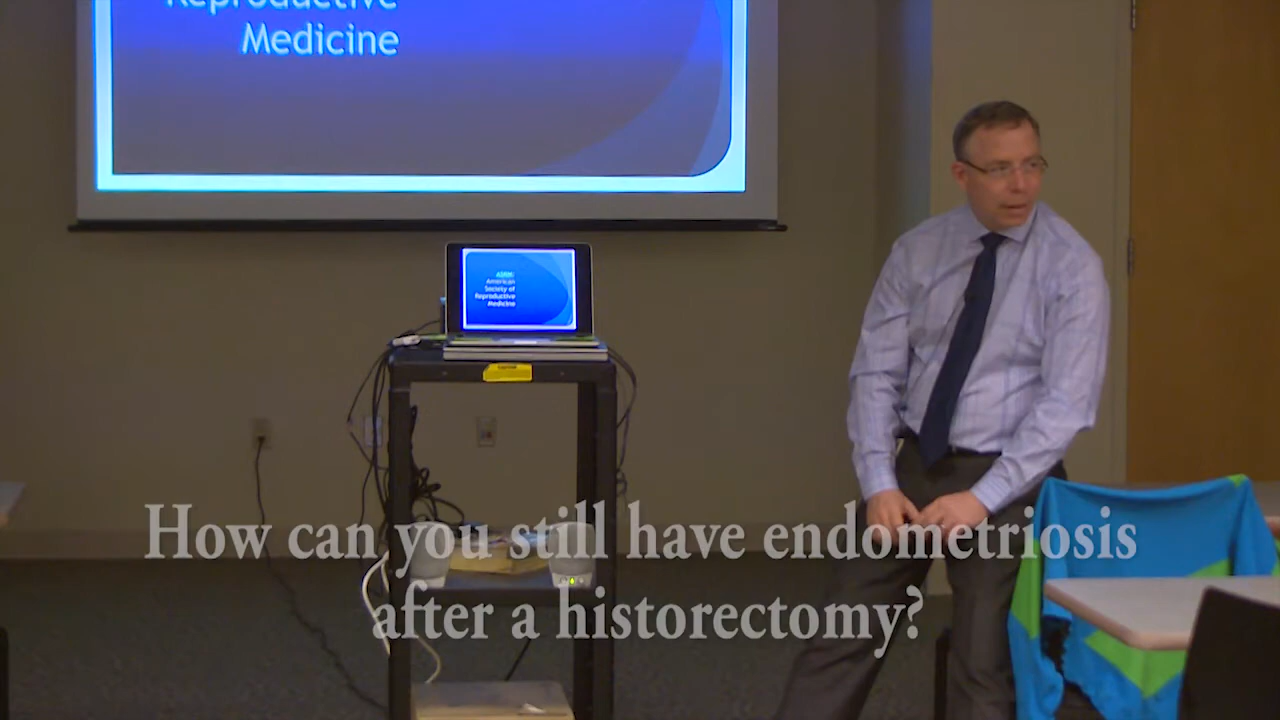 Reproductive
Medicine
ASRM:
American
Society of
Reproductive
Medicine
How can you still have endometriosis
after a historectomy?